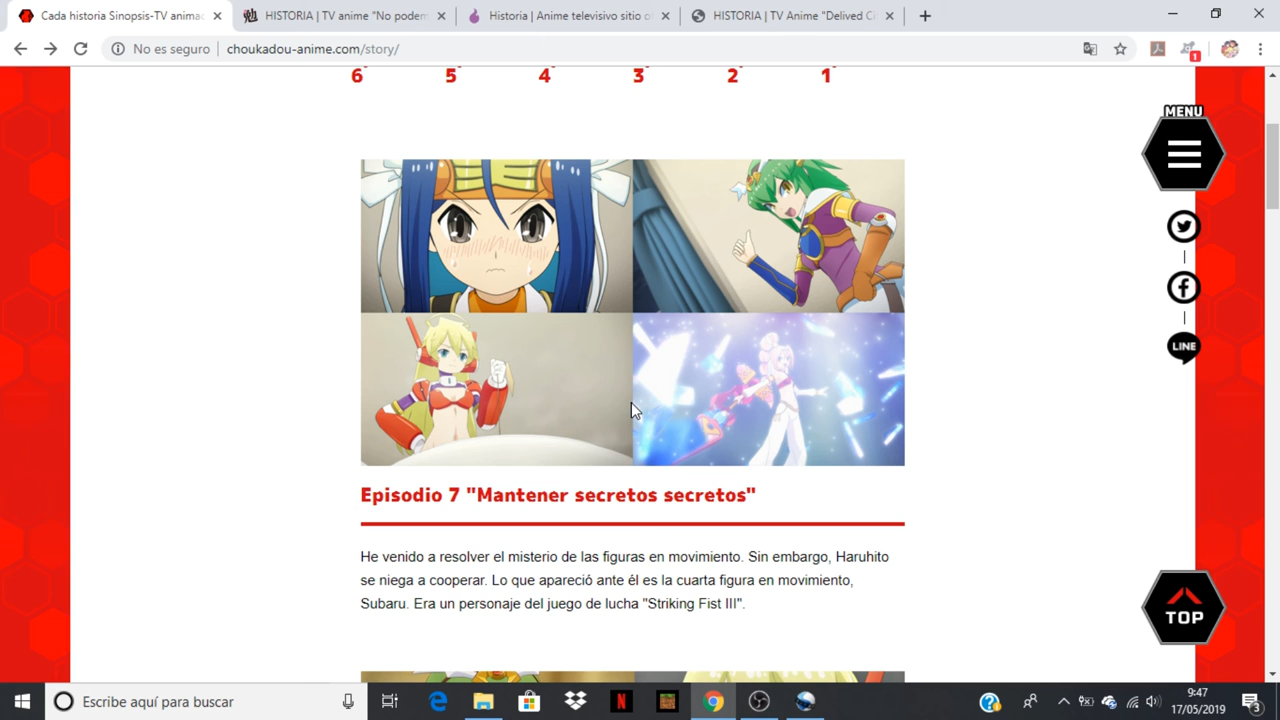 Cada historia Sinopsis-TV animac
HISTORIA | TV anime "No podem
Historia | Anime televisivo sitio o
HISTORIA | TV Anime "Delived C
No es seguro
choukadou-anime.com/story/
1
6 5 4 3 2 1
MENU
LINE
Episodio 7 "Mantener secretos secretos"
He venido a resolver el misterio de las figuras en movimiento. Sin embargo, Haruhito
se niega a cooperar. Lo que apareció ante él es la cuarta figura en movimiento,
Subaru. Era un personaje del juego de lucha "Striking Fist III".
TOP
Escribe aquí para buscar
9:47
17/05/2019
3